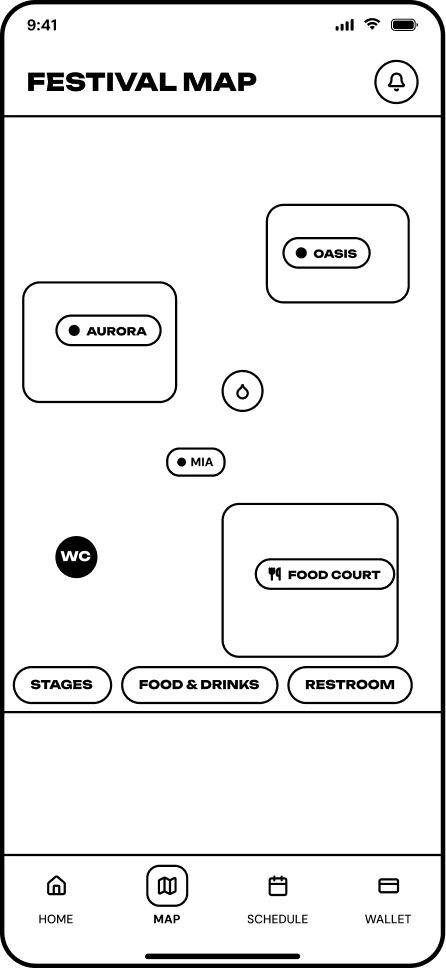 9:41
FESTIVAL MAP
OASIS
AURORA
MIA
WC
FOOD COURT
STAGES
FOOD & DRINKS
RESTROOM
HOME
MAP
SCHEDULE
WALLET